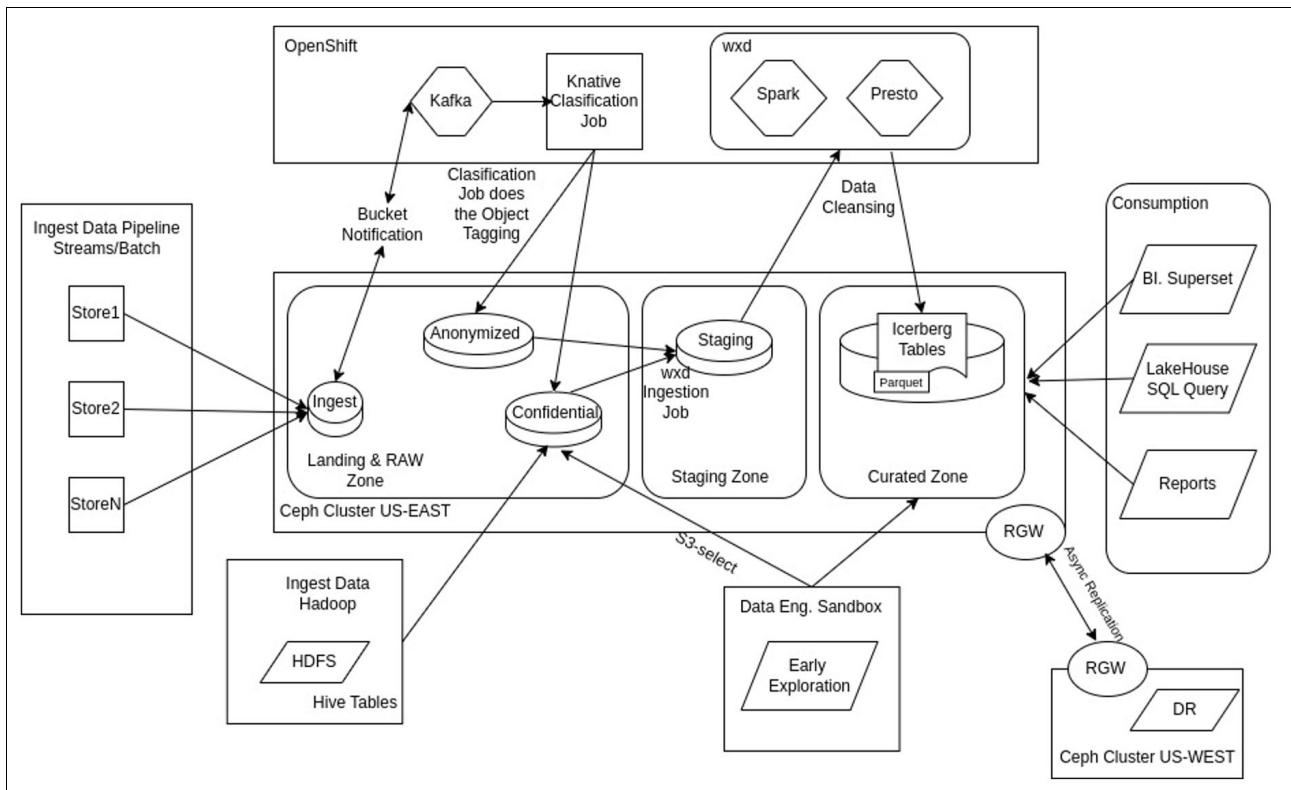 OpenShift
wxd
Kafka
Knative
Clasification
Job
Spark
Presto
Clasification
Job does
the Object
Tagging
Bucket
Notification
Data
Cleansing
Ingest Data Pipeline
Streams/Batch
Store1
Store2
StoreN
Consumption
BI. Superset
LakeHouse
SQL Query
Reports
Anonymized
Ingest
Confidential
Landing & RAW
Zone
Staging
wxd
Ingestion
Job
Staging Zone
Icerberg
Tables
Parquet
Curated Zone
Ceph Cluster US-EAST
RGW
S3-select
Async Replication
Ingest Data
Hadoop
HDFS
Hive Tables
Data Eng. Sandbox
Early
Exploration
RGW
DR
Ceph Cluster US-WEST